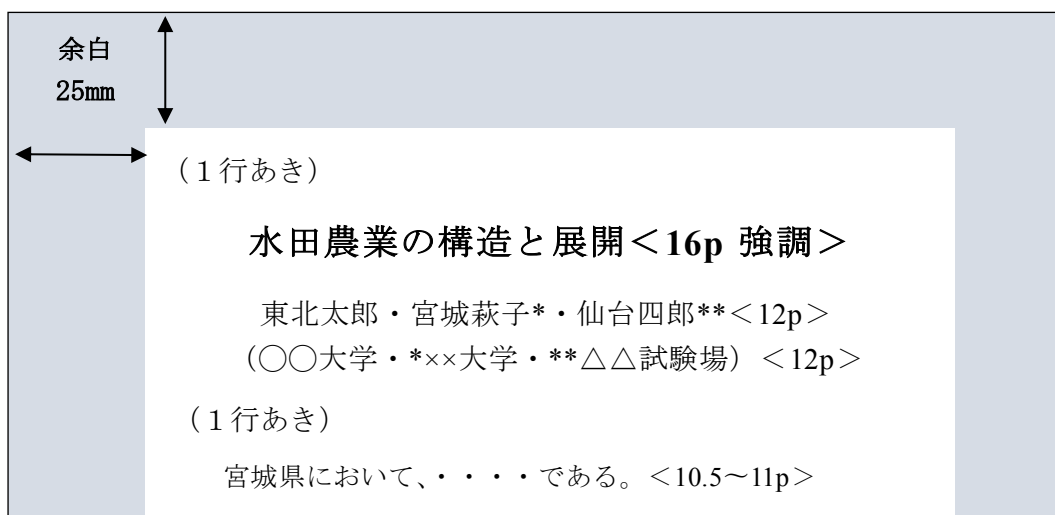 余白
25mm
（１行あき）
水田農業の構造と展開＜16p 強調＞
東北太郎・宮城萩子*・仙台四郎**＜12p＞
（○○大学・*××大学・**△△試験場）＜12p＞
（１行あき）
宮城県において、・・・・である。＜10.5～11p＞